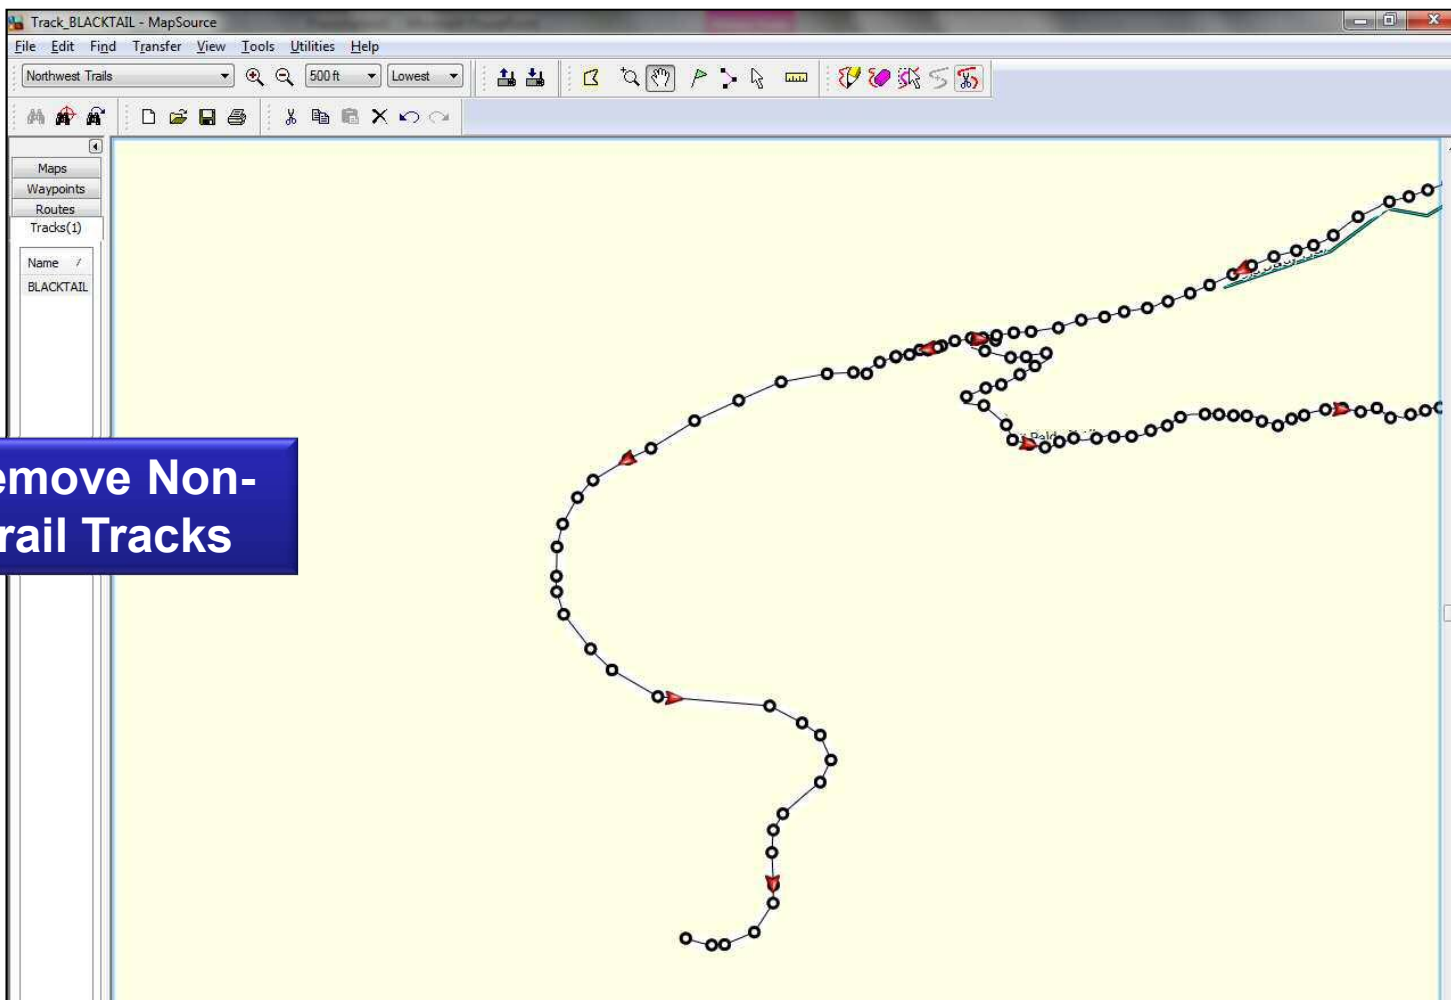 Track_BLACKTAIL - MapSource
File Edit Find Transfer View Tools Utilities Help
Northwest Trails 500 ft Lowest
Maps
Waypoints
Routes
Tracks(1)
Name
BLACKTAIL
emove Non-
rail Tracks